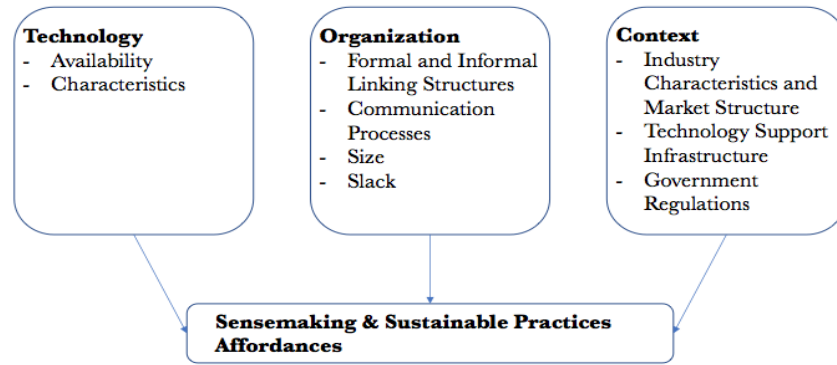 Technology
- Availability
- Characteristics
Organization
- Formal and Informal
Linking Structures
- Communication
Processes
- Size
- Slack
Context
- Industry
Characteristics and
Market Structure
- Technology Support
Infrastructure
- Government
Regulations
Sensemaking & Sustainable Practices
Affordances